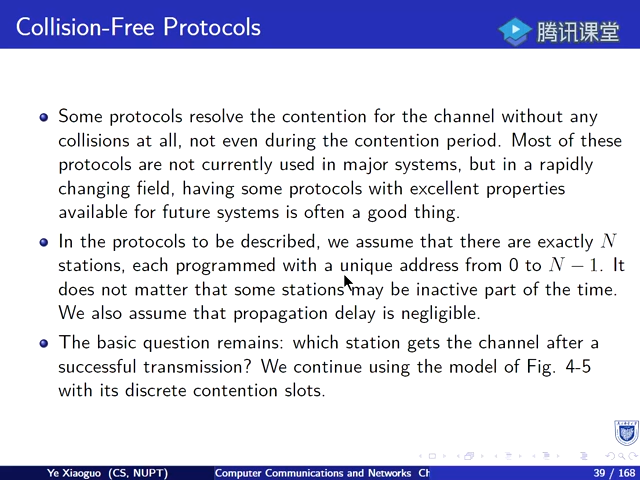 Collision-Free Protocols
腾讯课堂
Some protocols resolve the contention for the channel without any
collisions at all, not even during the contention period. Most of these
protocols are not currently used in major systems, but in a rapidly
changing field, having some protocols with excellent properties
available for future systems is often a good thing.
In the protocols to be described, we assume that there are exactly N
stations, each programmed with a unique address from 0 to N − 1. It
does not matter that some stations may be inactive part of the time.
We also assume that propagation delay is negligible.
The basic question remains: which station gets the channel after a
successful transmission? We continue using the model of Fig. 4-5
with its discrete contention slots.
Ye Xiaoguo (CS, NUPT) Computer Communications and Networks Ch 39 / 168